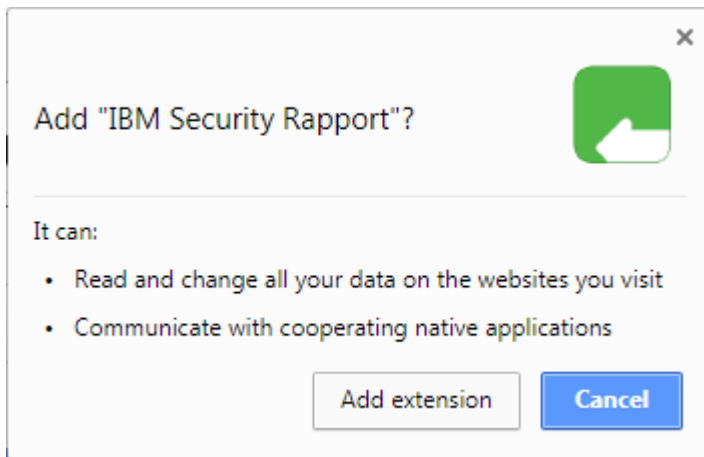 Add "IBM Security Rapport"?
It can:
• Read and change all your data on the websites you visit
• Communicate with cooperating native applications
Add extension Cancel